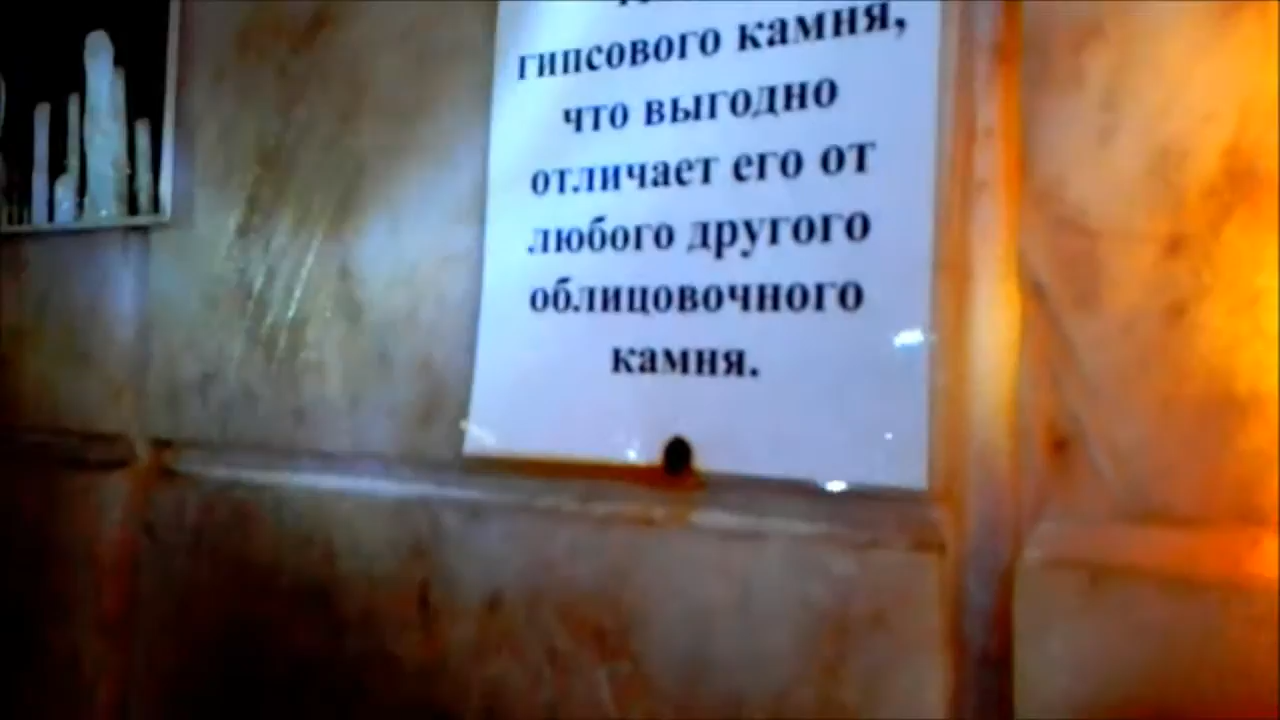 гипсового камня,
что выгодно
отличает его от
любого другого
облицовочного
камня.